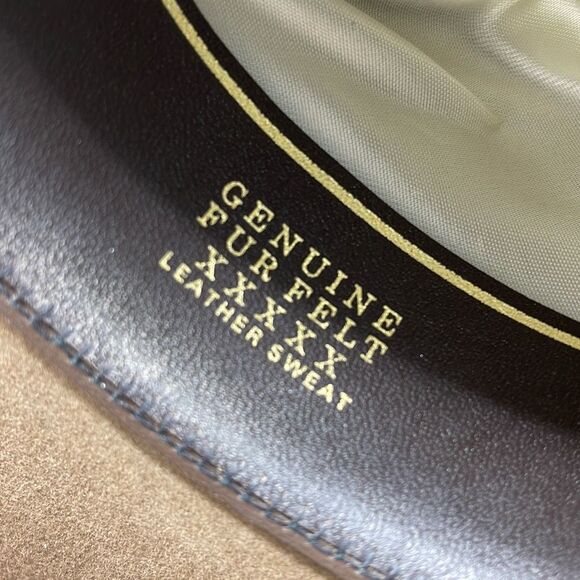 GENUINE
FUR FELT
XXXXX
LEATHER SWEAT